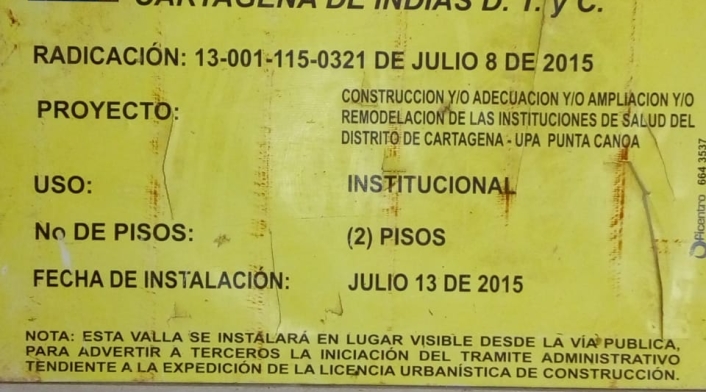 CARTAGENA DE INDIAS D. T. y C.
RADICACIÓN: 13-001-115-0321 DE JULIO 8 DE 2015
PROYECTO: CONSTRUCCION Y/O ADECUACION Y/O AMPLIACION Y/O
REMODELACION DE LAS INSTITUCIONES DE SALUD DEL
DISTRITO DE CARTAGENA - UPA PUNTA CANOA
USO: INSTITUCIONAL
No DE PISOS: (2) PISOS
FECHA DE INSTALACIÓN: JULIO 13 DE 2015
NOTA: ESTA VALLA SE INSTALARÁ EN LUGAR VISIBLE DESDE LA VÍA PUBLICA,
PARA ADVERTIR A TERCEROS LA INICIACIÓN DEL TRAMITE ADMINISTRATIVO
TENDIENTE A LA EXPEDICIÓN DE LA LICENCIA URBANÍSTICA DE CONSTRUCCIÓN.
Oficentro 664 3537